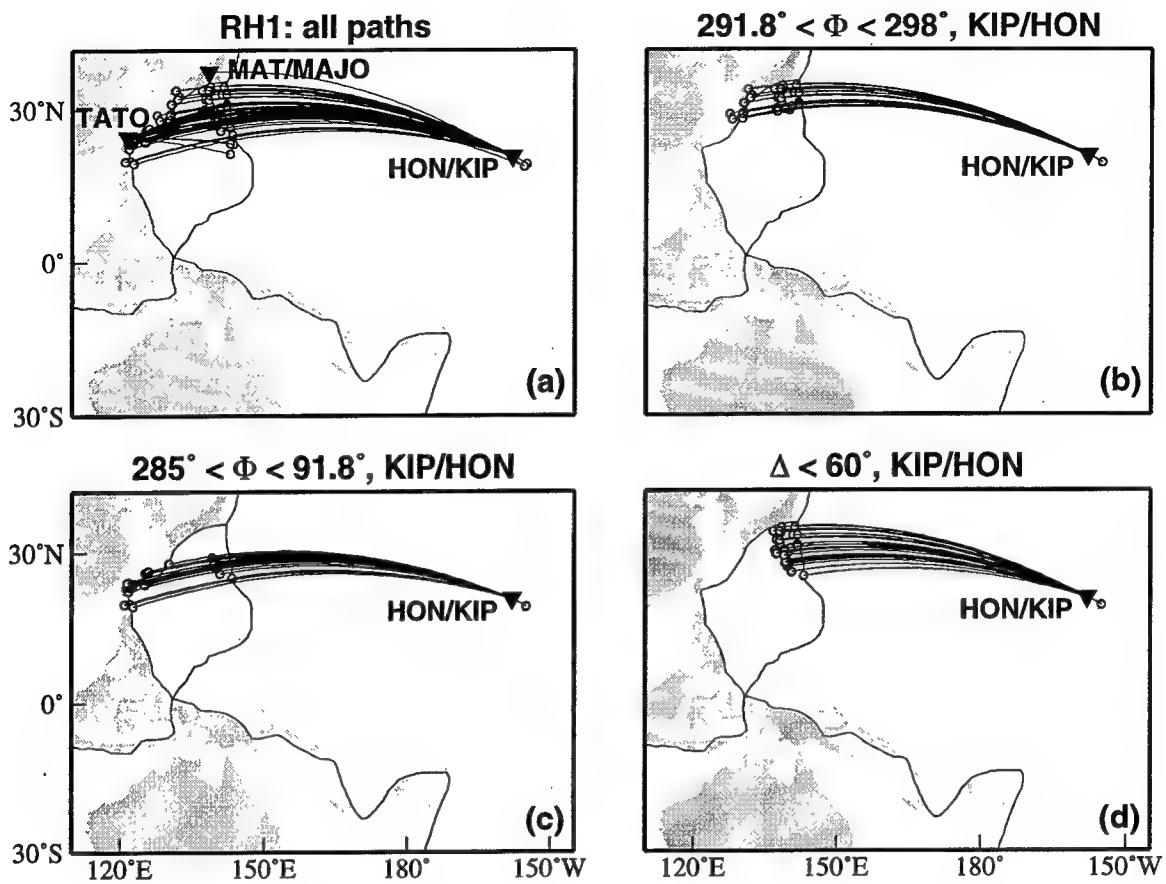 RH1: all paths
291.8° < Φ < 298°, KIP/HON
MAT/MAJO
30°N
TATO
HON/KIP
HON/KIP
0°
(a)
(b)
30°S
285° < Φ < 91.8°, KIP/HON
Δ < 60°, KIP/HON
30°N
HON/KIP
HON/KIP
0°
(c)
(d)
30°S
120°E 150°E 180° 150°W
120°E 150°E 180° 150°W